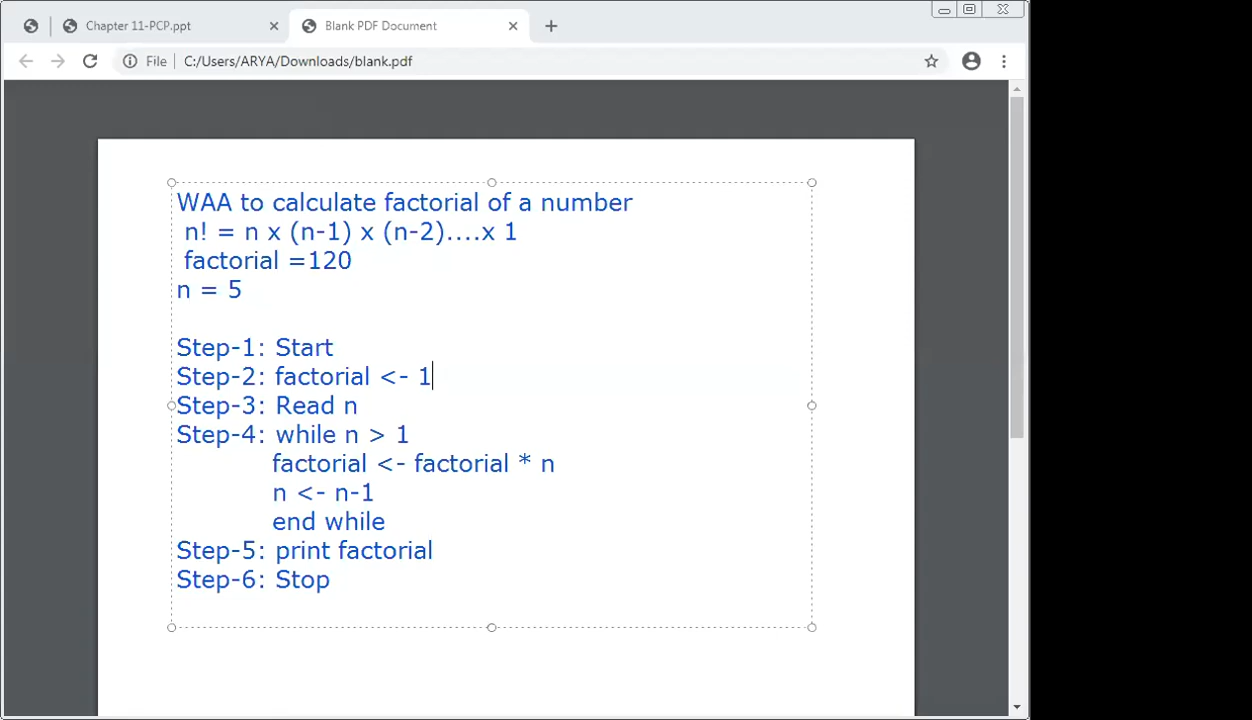 Chapter 11-PCP.ppt
Blank PDF Document
File
C:/Users/ARYA/Downloads/blank.pdf
WAA to calculate factorial of a number
n! = n x (n-1) x (n-2)....x 1
factorial =120
n = 5
Step-1: Start
Step-2: factorial <- 1
Step-3: Read n
Step-4: while n > 1
factorial <- factorial * n
n <- n-1
end while
Step-5: print factorial
Step-6: Stop